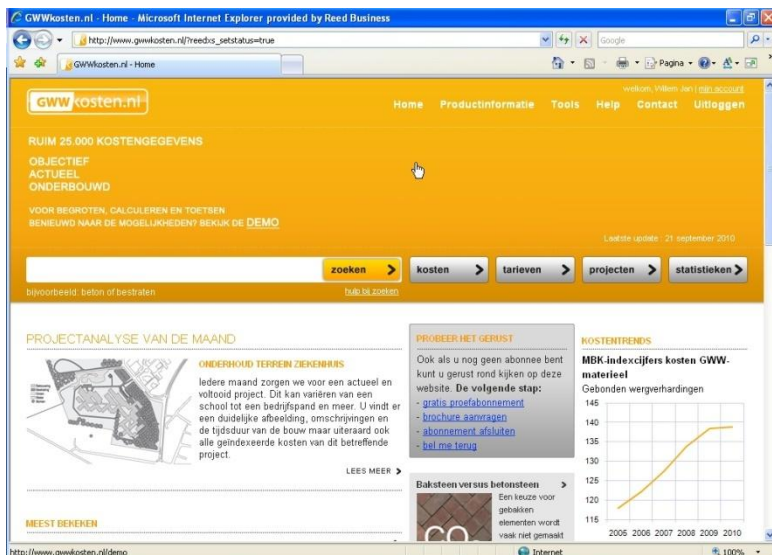 GWWkosten.nl - Home - Microsoft Internet Explorer provided by Reed Business
http://www.gwwkosten.nl/?reedxs_setstatus=true
Google
GWWkosten.nl - Home
Pagina
welkom, Willem Jan | mijn account
GWWkosten.nl
Home Productinformatie Tools Help Contact Uitloggen
RUIM 25.000 KOSTENGEGEVENS
OBJECTIEF
ACTUEEL
ONDERBOUWD
VOOR BEGROTEN, CALCULEREN EN TOETSEN
BENIEUWD NAAR DE MOGELIJKHEDEN? BEKIJK DE DEMO
Laatste update : 21 september 2010
zoeken kosten tarieven projecten statistieken
bijvoorbeeld: beton of bestraten
hulp bij zoeken
PROJECTANALYSE VAN DE MAAND
ONDERHOUD TERREIN ZIEKENHUIS
Iedere maand zorgen we voor een actueel en
voltooid project. Dit kan variëren van een
school tot een bedrijfspand en meer. U vindt er
een duidelijke afbeelding, omschrijvingen en
de tijdsduur van de bouw maar uiteraard ook
alle geïndexeerde kosten van dit betreffende
project.
LEES MEER
MEEST BEKEKEN
PROBEER HET GERUST
Ook als u nog geen abonnee bent
kunt u gerust rond kijken op deze
website. De volgende stap:
- gratis proefabonnement
- brochure aanvragen
- abonnement afsluiten
- bel me terug
Baksteen versus betonsteen
Een keuze voor
gebakken
elementen wordt
vaak niet gemaakt
CO
KOSTENTRENDS
MBK-indexcijfers kosten GWW-
materieel
Gebonden wergverhardingen
145
140
135
130
125
120
115
2005 2006 2007 2008 2009 2010
http://www.gwwkosten.nl/demo
Internet
100%